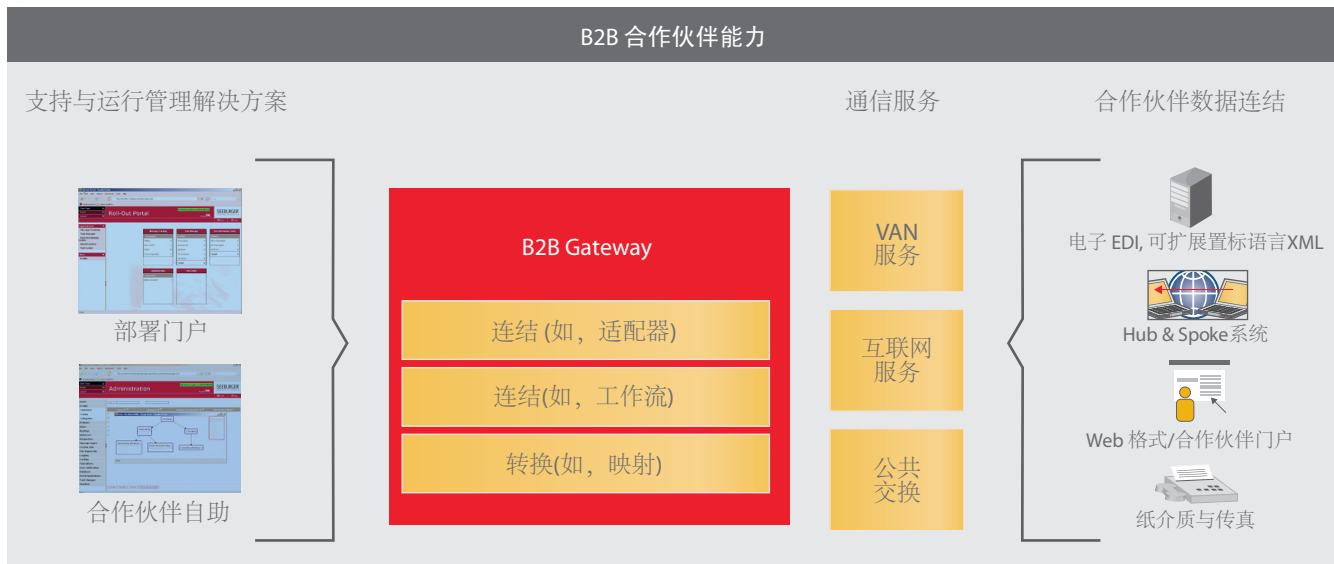 B2B 合作伙伴能力
支持与运行管理解决方案
通信服务
合作伙伴数据连结
Roll-Out Portal
SEEBURGER
部署门户
Administration
SEEBURGER
合作伙伴自助
B2B Gateway
连结 (如，适配器)
连结(如，工作流)
转换(如，映射)
VAN
服务
互联网
服务
公共
交换
电子 EDI, 可扩展置标语言XML
Hub & Spoke系统
Web 格式/合作伙伴门户
纸介质与传真